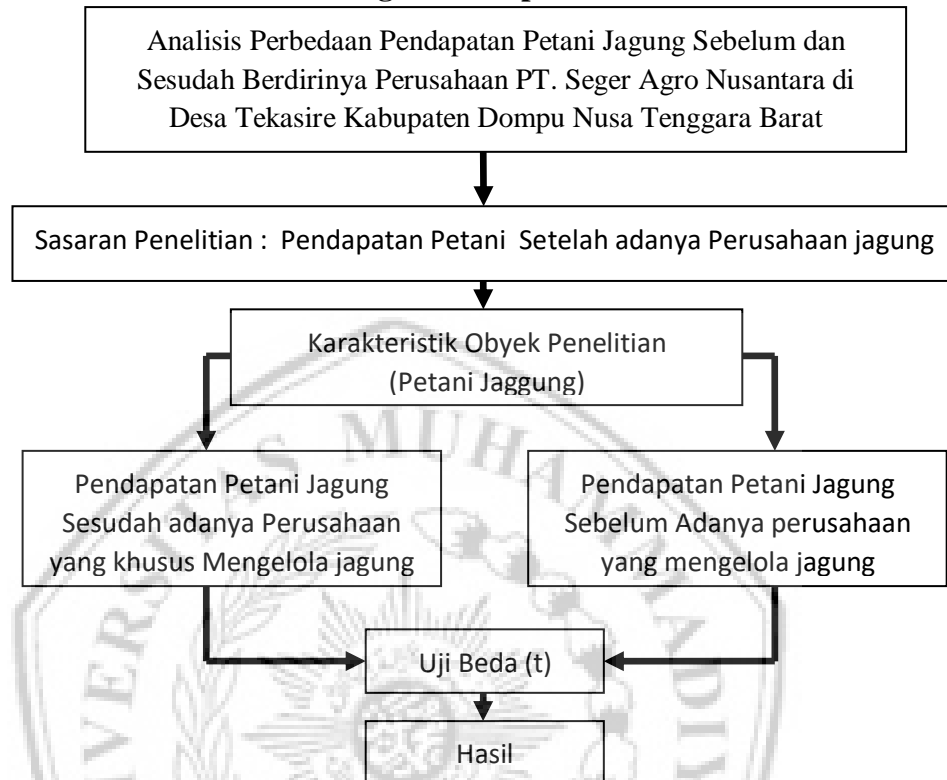 Analisis Perbedaan Pendapatan Petani Jagung Sebelum dan
Sesudah Berdirinya Perusahaan PT. Seger Agro Nusantara di
Desa Tekasire Kabupaten Dompu Nusa Tenggara Barat
Sasaran Penelitian : Pendapatan Petani Setelah adanya Perusahaan jagung
Karakteristik Obyek Penelitian
(Petani Jaggung)
Pendapatan Petani Jagung
Sesudah adanya Perusahaan
yang khusus Mengelola jagung
Pendapatan Petani Jagung
Sebelum Adanya perusahaan
yang mengelola jagung
Uji Beda (t)
Hasil